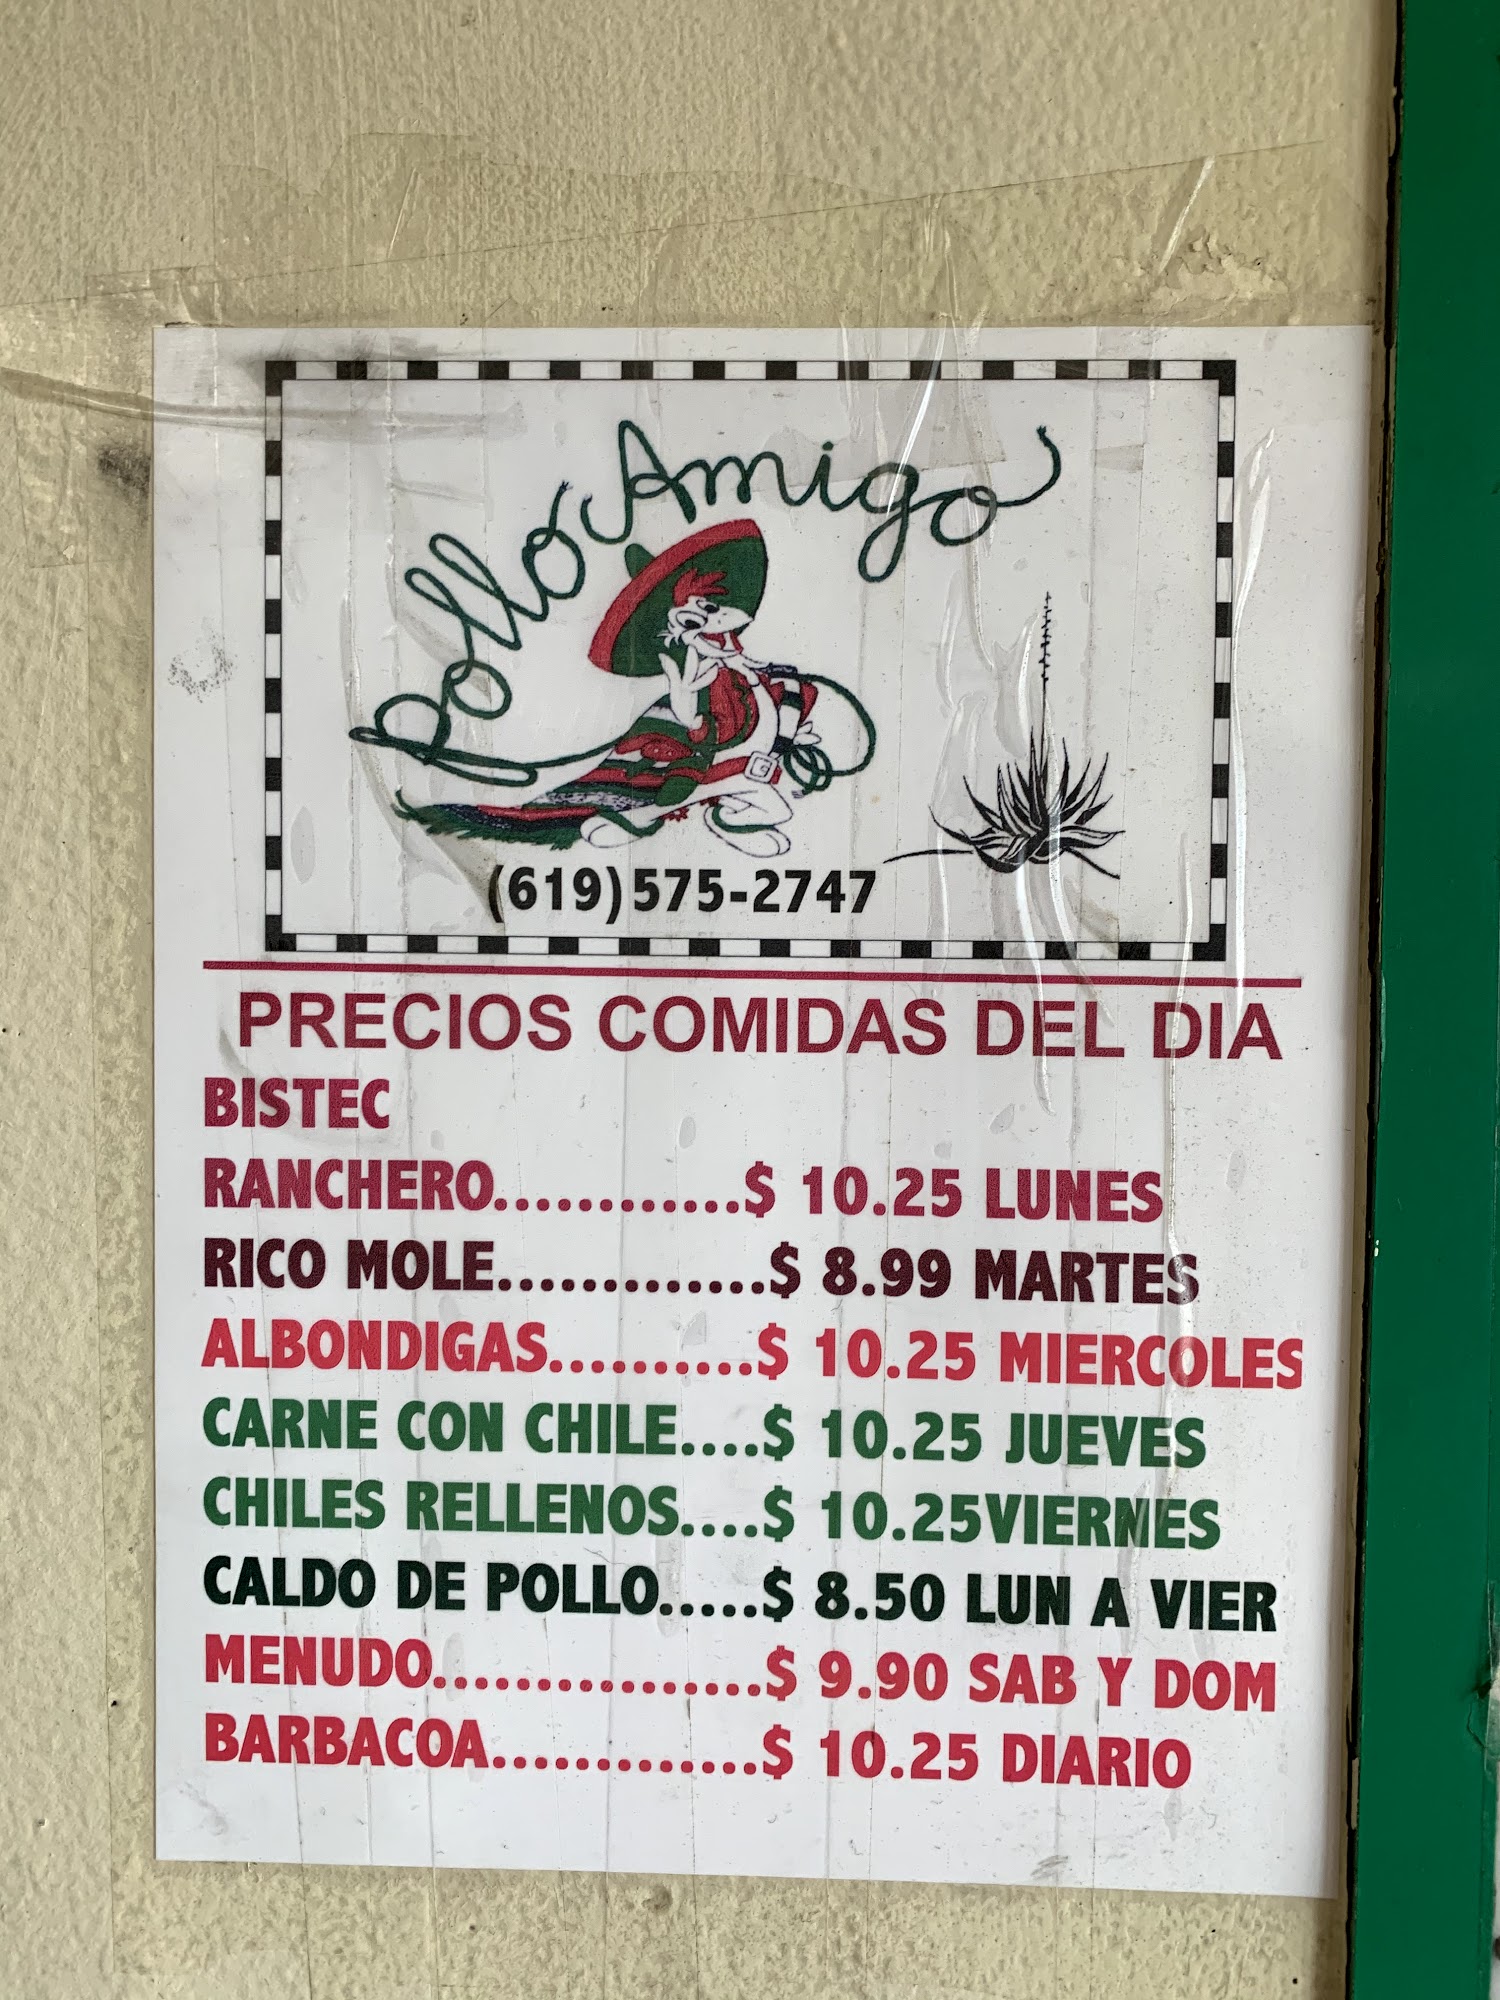 Pollo Amigo
(619)575-2747
PRECIOS COMIDAS DEL DIA
BISTEC
RANCHERO............$ 10.25 LUNES
RICO MOLE.............$ 8.99 MARTES
ALBONDIGAS..........$ 10.25 MIERCOLES
CARNE CON CHILE....$ 10.25 JUEVES
CHILES RELLENOS....$ 10.25VIERNES
CALDO DE POLLO.....$ 8.50 LUN A VIER
MENUDO................$ 9.90 SAB Y DOM
BARBACOA.............$ 10.25 DIARIO